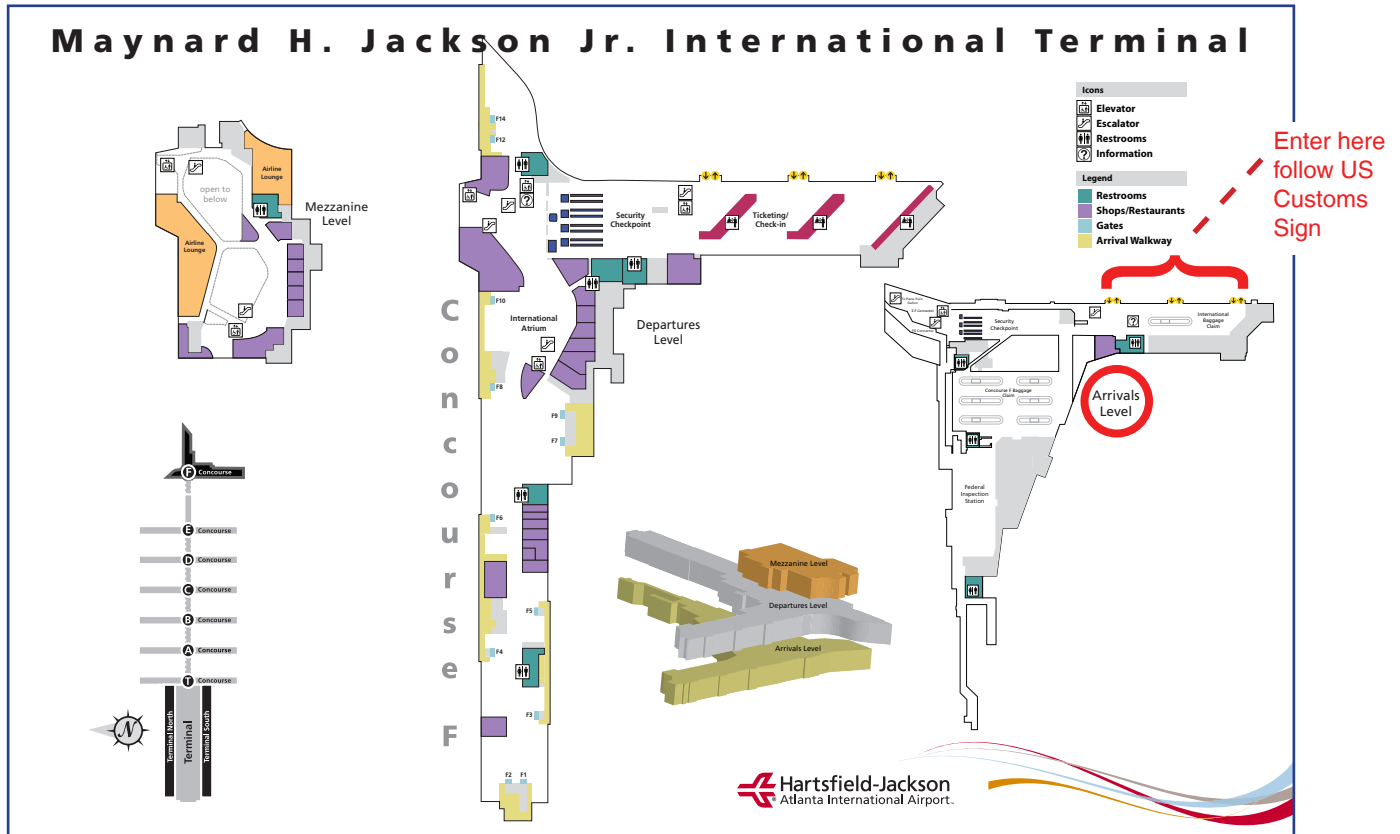 Maynard H. Jackson Jr. International Terminal
Icons
Elevator
Escalator
Restrooms
? Information
Legend
Restrooms
Shops/Restaurants
Gates
Arrival Walkway
Enter here
follow US
Customs
Sign
Airline
Lounge
open to
below
Airline
Lounge
Mezzanine
Level
F14
F12
?
Security
Checkpoint
Ticketing/
Check-in
F10
International
Atrium
Departures
Level
F8
F9
F7
F6
F5
F4
F3
F2 F1
Concourse F
Security
Checkpoint
?
International
Baggage
Claim
Concourse F Baggage
Claim
Arrivals
Level
Federal
Inspection
Station
F Concourse
E Concourse
D Concourse
C Concourse
B Concourse
A Concourse
T Concourse
Terminal North
Terminal
Terminal South
N
Mezzanine Level
Departures Level
Arrivals Level
Hartsfield-Jackson
Atlanta International Airport